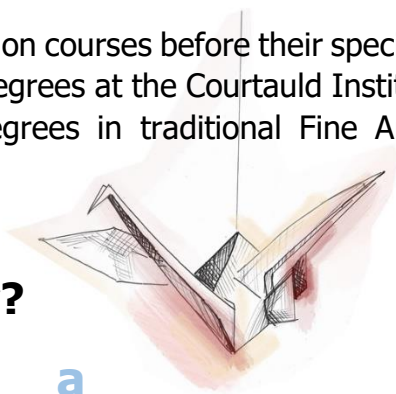 on courses before their spec
egrees at the Courtauld Instit
egrees in traditional Fine A
?
a